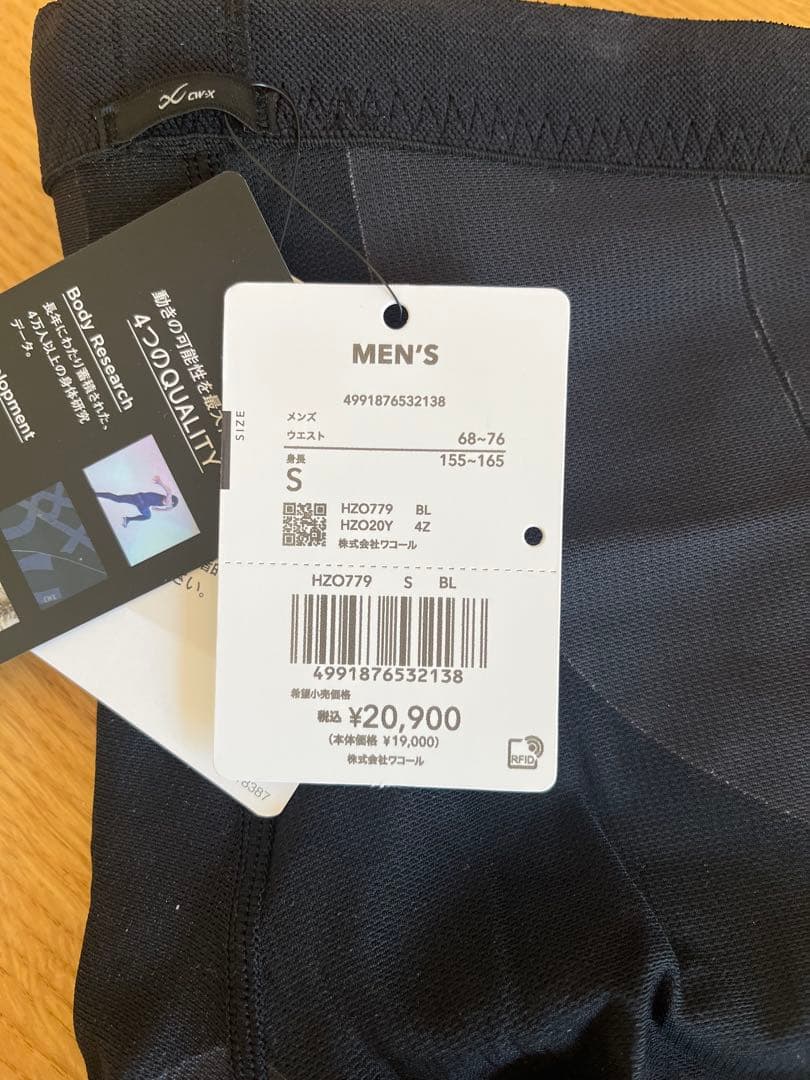 cw-x
動きの可能性を最大
4つのQUALITY
Body Research
長年にわたり蓄積された、
4万人以上の身体研究
データ。
elopment
MEN'S
4991876532138
SIZE
メンズ
ウエスト 68~76
身長 155~165
S
HZO779 BL
HZO20Y 4Z
株式会社ワコール
HZO779 S BL
4991876532138
希望小売価格
税込 ¥20,900
(本体価格 ¥19,000)
株式会社ワコール
RFID
さい。
8387